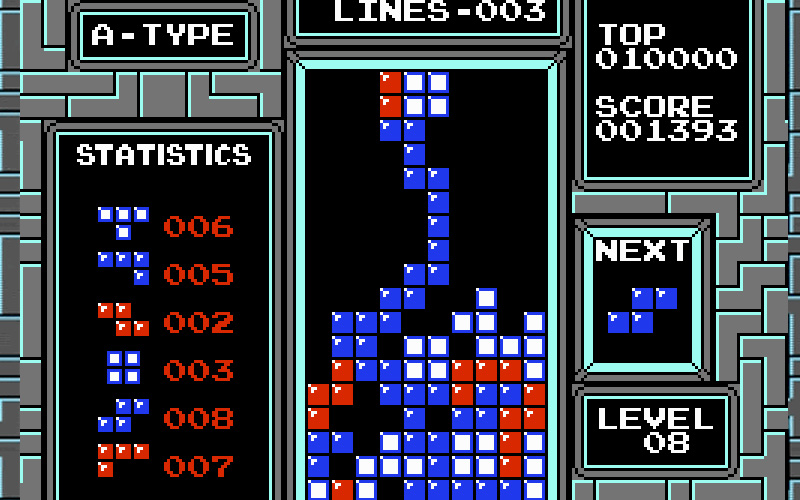 LINES-003
A-TYPE
TOP
010000
SCORE
001393
STATISTICS
006
005
002
003
008
007
NEXT
LEVEL
08